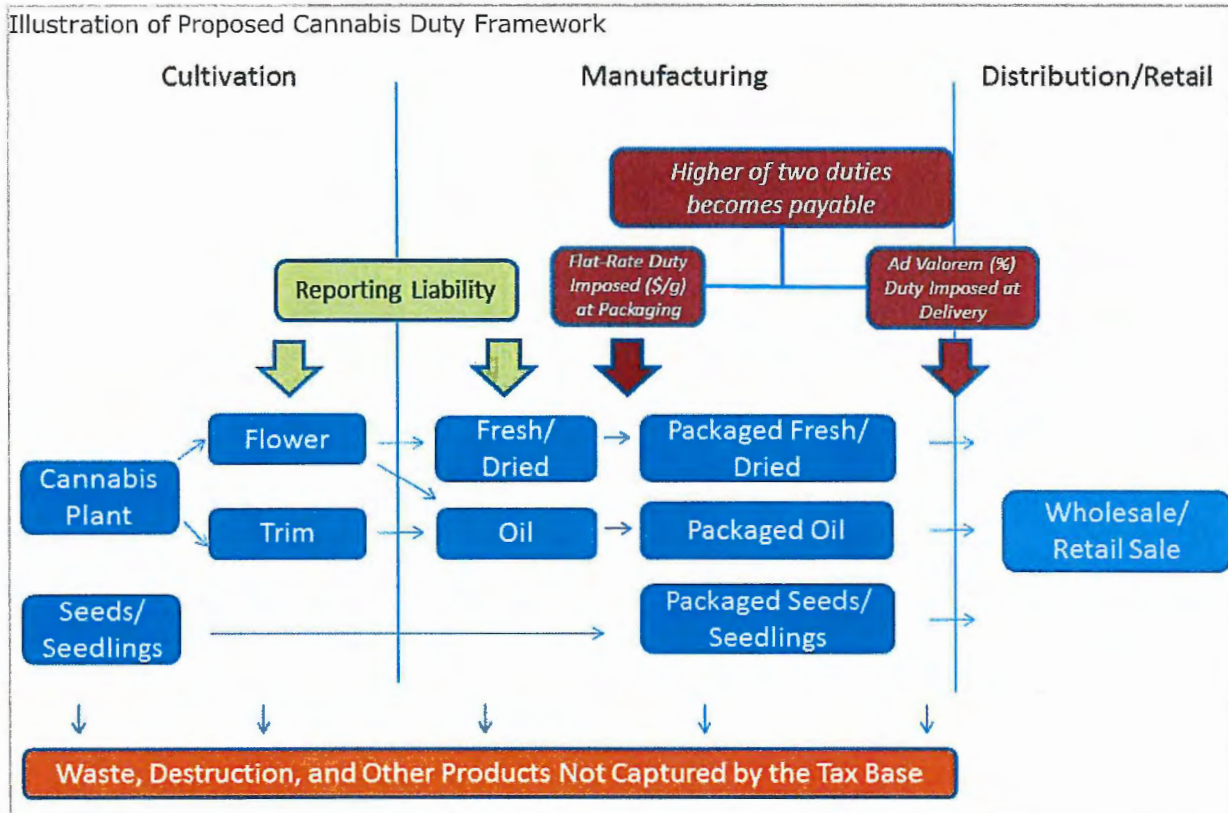 Illustration of Proposed Cannabis Duty Framework
Cultivation
Manufacturing
Distribution/Retail
Higher of two duties
becomes payable
Reporting Liability
Flat-Rate Duty
Imposed ($/g)
at Packaging
Ad Valorem (%)
Duty Imposed at
Delivery
Cannabis
Plant
Flower
Trim
Fresh/
Dried
Oil
Packaged Fresh/
Dried
Packaged Oil
Wholesale/
Retail Sale
Seeds/
Seedlings
Packaged Seeds/
Seedlings
Waste, Destruction, and Other Products Not Captured by the Tax Base